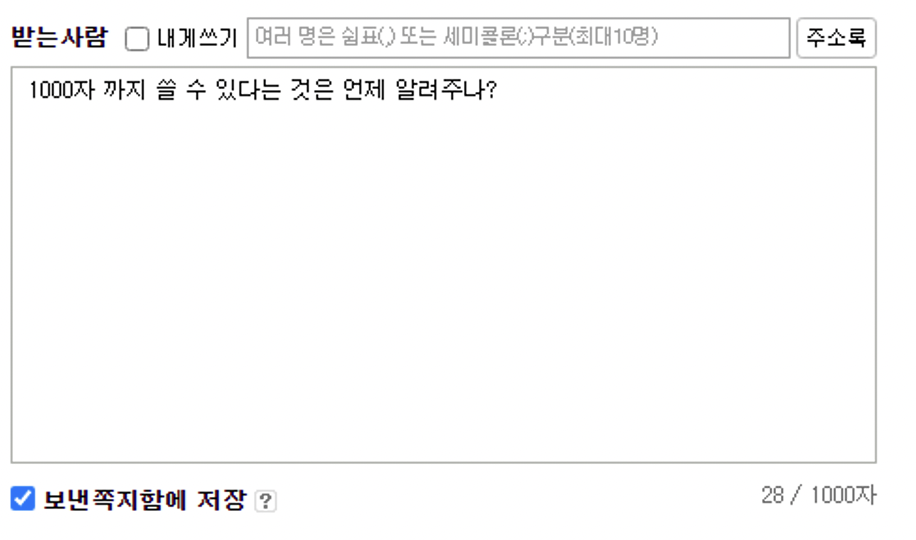 받는사람 내게쓰기 여러 명은 쉼표(,) 또는 세미콜론(;)구분(최대10명) 주소록
1000자 까지 쓸 수 있다는 것은 언제 알려주나?
보낸쪽지함에 저장 ? 28 / 1000자